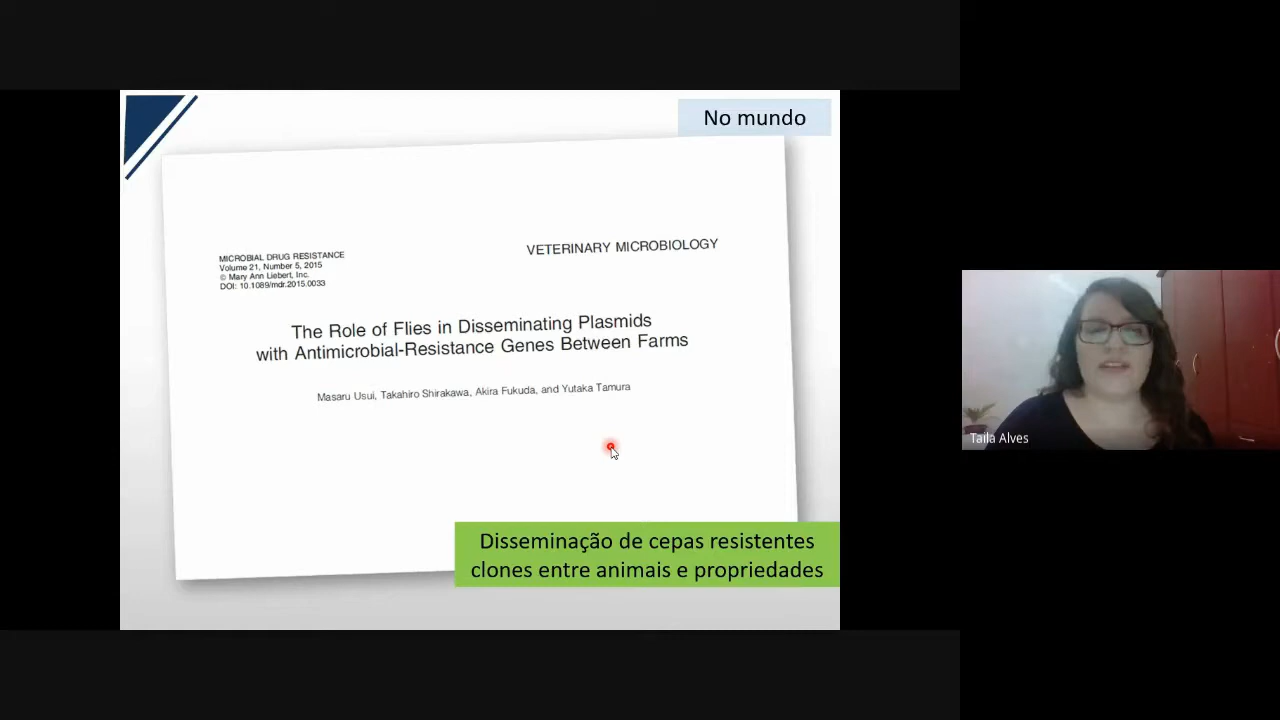 No mundo
MICROBIAL DRUG RESISTANCE
Volume 21, Number 5, 2015
© Mary Ann Liebert, Inc.
DOI: 10.1089/mdr.2015.0033
VETERINARY MICROBIOLOGY
The Role of Flies in Disseminating Plasmids
with Antimicrobial-Resistance Genes Between Farms
Masaru Usui, Takahiro Shirakawa, Akira Fukuda, and Yutaka Tamura
Disseminação de cepas resistentes
clones entre animais e propriedades
Taila Alves